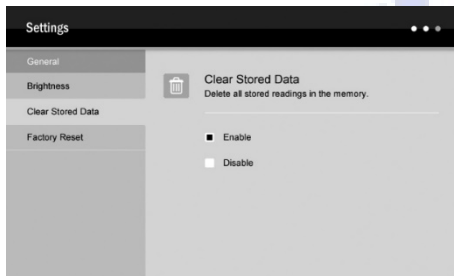 Settings
General
Brightness
Clear Stored Data
Factory Reset
Clear Stored Data
Delete all stored readings in the memory.
Enable
Disable